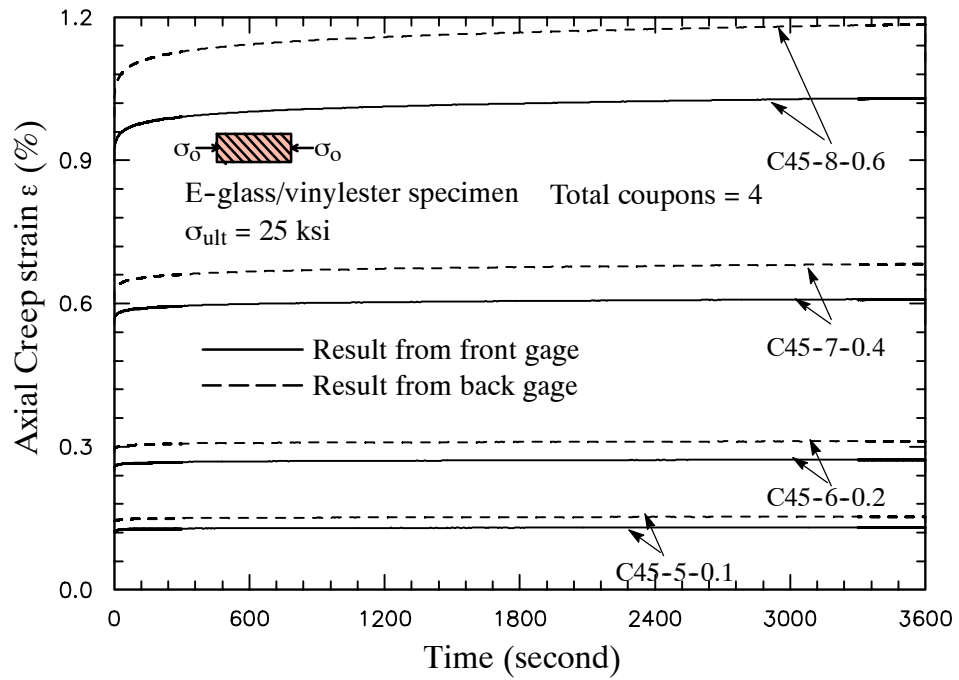 1.2
0.9
0.6
0.3
0.0
Axial Creep strain ε (%)
σo σo
E-glass/vinylester specimen Total coupons = 4
σult = 25 ksi
C45-8-0.6
C45-7-0.4
Result from front gage
Result from back gage
C45-6-0.2
C45-5-0.1
0 600 1200 1800 2400 3000 3600
Time (second)